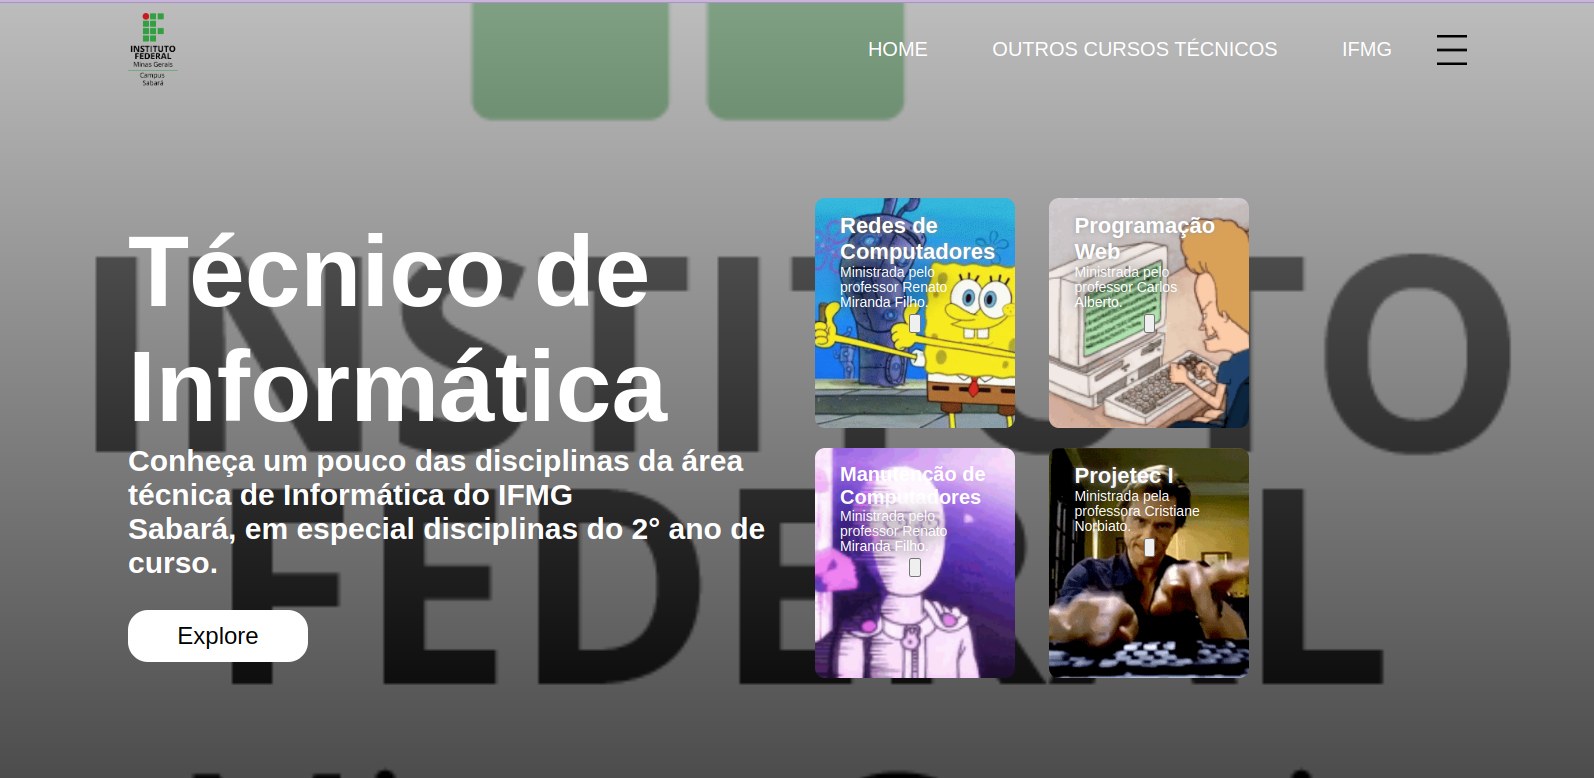 INSTITUTO
FEDERAL
Minas Gerais
Campus
Sabará
HOME
OUTROS CURSOS TÉCNICOS
IFMG
Técnico de
Informática
Conheça um pouco das disciplinas da área
técnica de Informática do IFMG
Sabará, em especial disciplinas do 2° ano de
curso.
Explore
Redes de
Computadores
Ministrada pelo
professor Renato
Miranda Filho.
Programação
Web
Ministrada pelo
professor Carlos
Alberto.
Manutenção de
Computadores
Ministrada pelo
professor Renato
Miranda Filho.
Projetec I
Ministrada pela
professora Cristiane
Norbiato.
INSTITUTO
FEDERAL